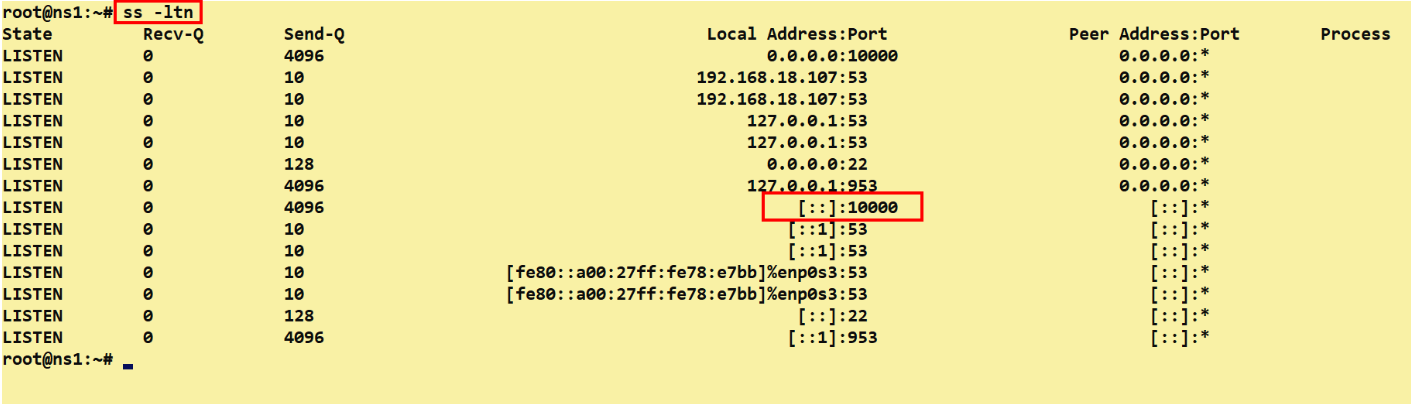 root@ns1:~# ss -ltn
State Recv-Q Send-Q Local Address:Port Peer Address:Port Process
LISTEN 0 4096 0.0.0.0:10000 0.0.0.0:*
LISTEN 0 10 192.168.18.107:53 0.0.0.0:*
LISTEN 0 10 192.168.18.107:53 0.0.0.0:*
LISTEN 0 10 127.0.0.1:53 0.0.0.0:*
LISTEN 0 10 127.0.0.1:53 0.0.0.0:*
LISTEN 0 128 0.0.0.0:22 0.0.0.0:*
LISTEN 0 4096 127.0.0.1:953 0.0.0.0:*
LISTEN 0 4096 [::]:10000 [::]:*
LISTEN 0 10 [::1]:53 [::]:*
LISTEN 0 10 [::1]:53 [::]:*
LISTEN 0 10 [fe80::a00:27ff:fe78:e7bb]%enp0s3:53 [::]:*
LISTEN 0 10 [fe80::a00:27ff:fe78:e7bb]%enp0s3:53 [::]:*
LISTEN 0 128 [::]:22 [::]:*
LISTEN 0 4096 [::1]:953 [::]:*
root@ns1:~#